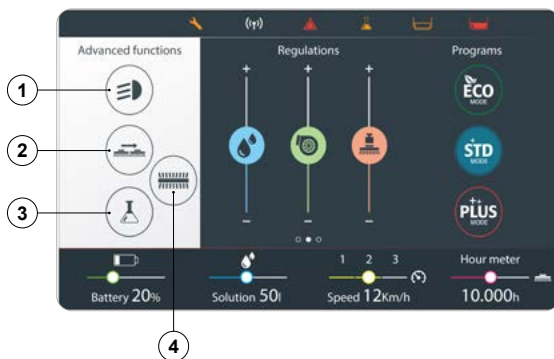 Advanced functions
Regulations
Programs
1
+ + +
ECO
MODE
2
STD
MODE
3
PLUS
MODE
− − −
1 2 3
Hour meter
Battery 20%
Solution 50l
Speed 12Km/h
10.000h
4